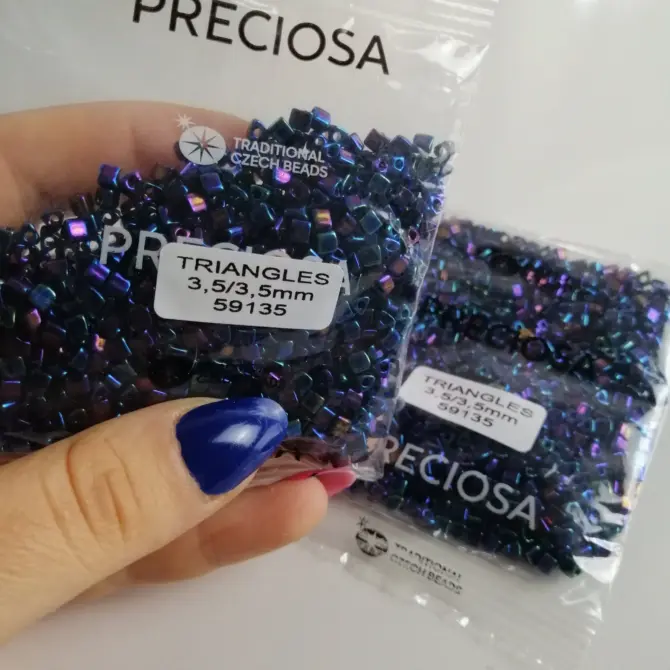 PRECIOSA
TRADITIONAL
CZECH BEADS
PRECIOSA
TRIANGLES
3,5/3,5mm
59135
PRECIOSA
TRIANGLES
3,5/3,5mm
59135
PRECIOSA
TRADITIONAL
CZECH BEADS